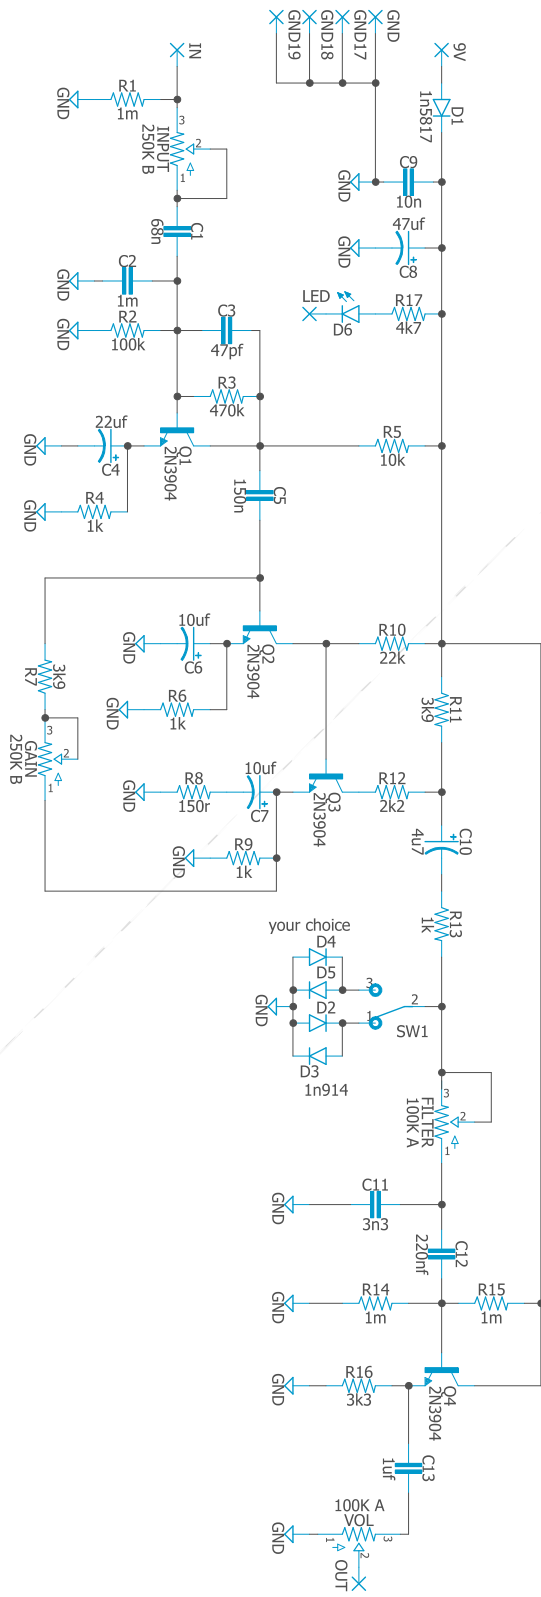 IN
GND19
GND18
GND17
GND
9V
R1
1m
GND
3
2
1
INPUT
250K B
D1
1n5817
C9
10n
GND
C1
68n
47uf
C8
GND
C2
1m
GND
LED
D6
R17
4k7
R2
100k
GND
C3
47pf
R3
470k
22uf
C4
GND
Q1
2N3904
R5
10k
R4
1k
GND
C5
150n
10uf
C6
GND
Q2
2N3904
R10
22k
R7
3k9
R6
1k
GND
R11
3k9
3
2
1
GAIN
250K B
R8
150r
GND
10uf
C7
Q3
2N3904
R12
2k2
R9
1k
GND
C10
4u7
R13
1k
your choice
D4
D5
D2
D3
1n914
GND
3
2
1
SW1
3
2
1
FILTER
100K A
C11
3n3
GND
C12
220nf
R14
1m
GND
R15
1m
R16
3k3
GND
Q4
2N3904
C13
1uf
100K A
VOL
GND
1
2
3
OUT